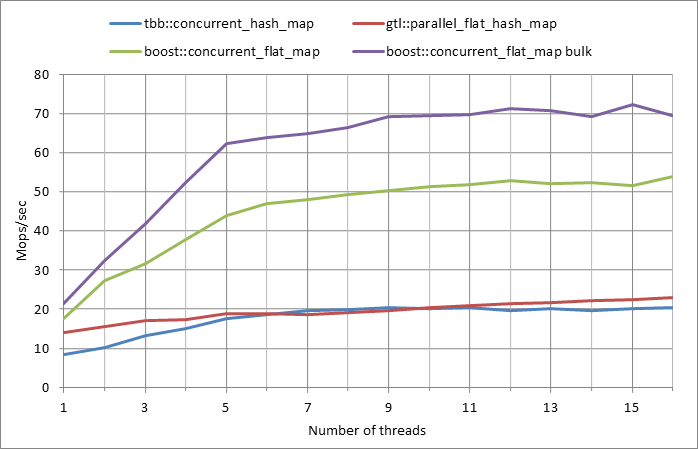 tbb::concurrent_hash_map gtl::parallel_flat_hash_map
boost::concurrent_flat_map boost::concurrent_flat_map bulk
80
70
60
50
40
30
20
10
0
Mops/sec
1 3 5 7 9 11 13 15
Number of threads